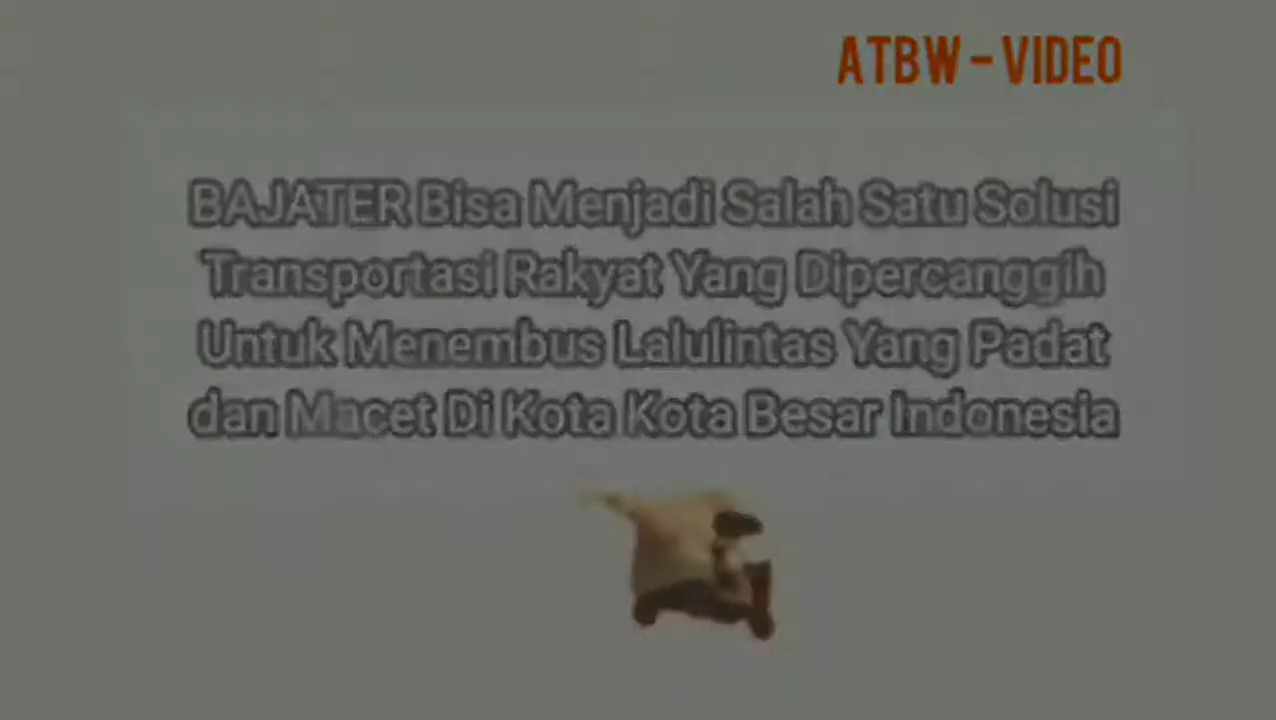 ATBW - VIDEO
BAJATER Bisa Menjadi Salah Satu Solusi
Transportasi Rakyat Yang Dipercanggih
Untuk Menembus Lalulintas Yang Padat
dan Macet Di Kota Kota Besar Indonesia